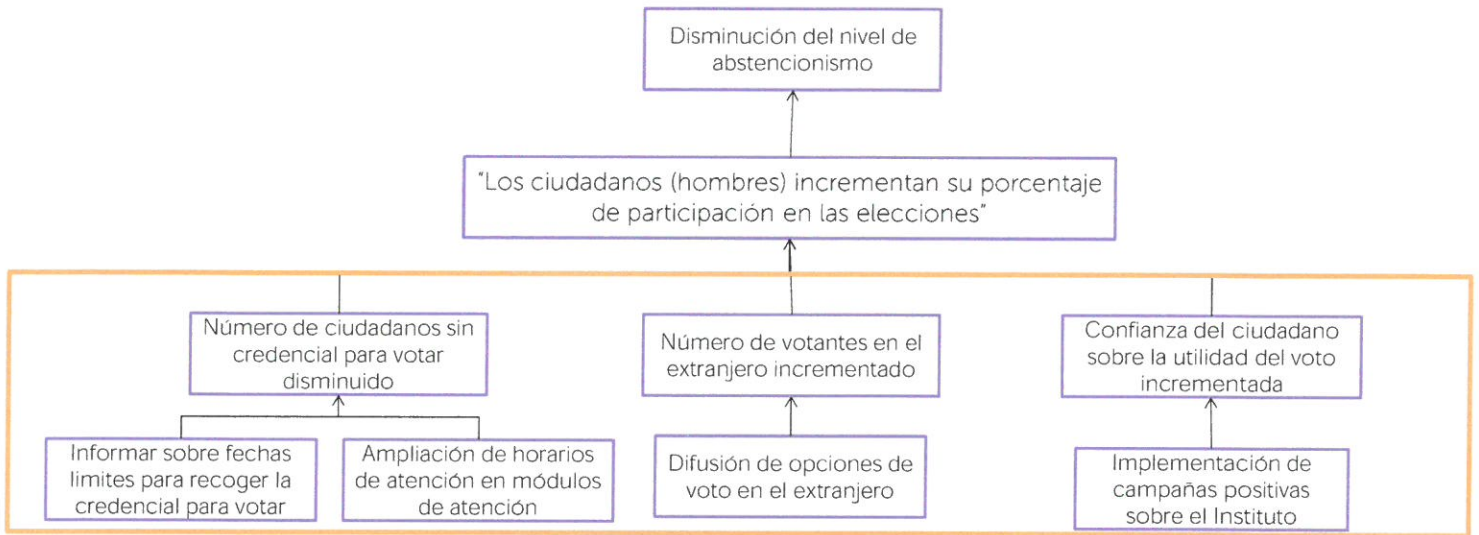 Disminución del nivel de
abstencionismo
"Los ciudadanos (hombres) incrementan su porcentaje
de participación en las elecciones"
Número de ciudadanos sin
credencial para votar
disminuido
Número de votantes en el
extranjero incrementado
Confianza del ciudadano
sobre la utilidad del voto
incrementada
Informar sobre fechas
limites para recoger la
credencial para votar
Ampliación de horarios
de atención en módulos
de atención
Difusión de opciones de
voto en el extranjero
Implementación de
campañas positivas
sobre el Instituto